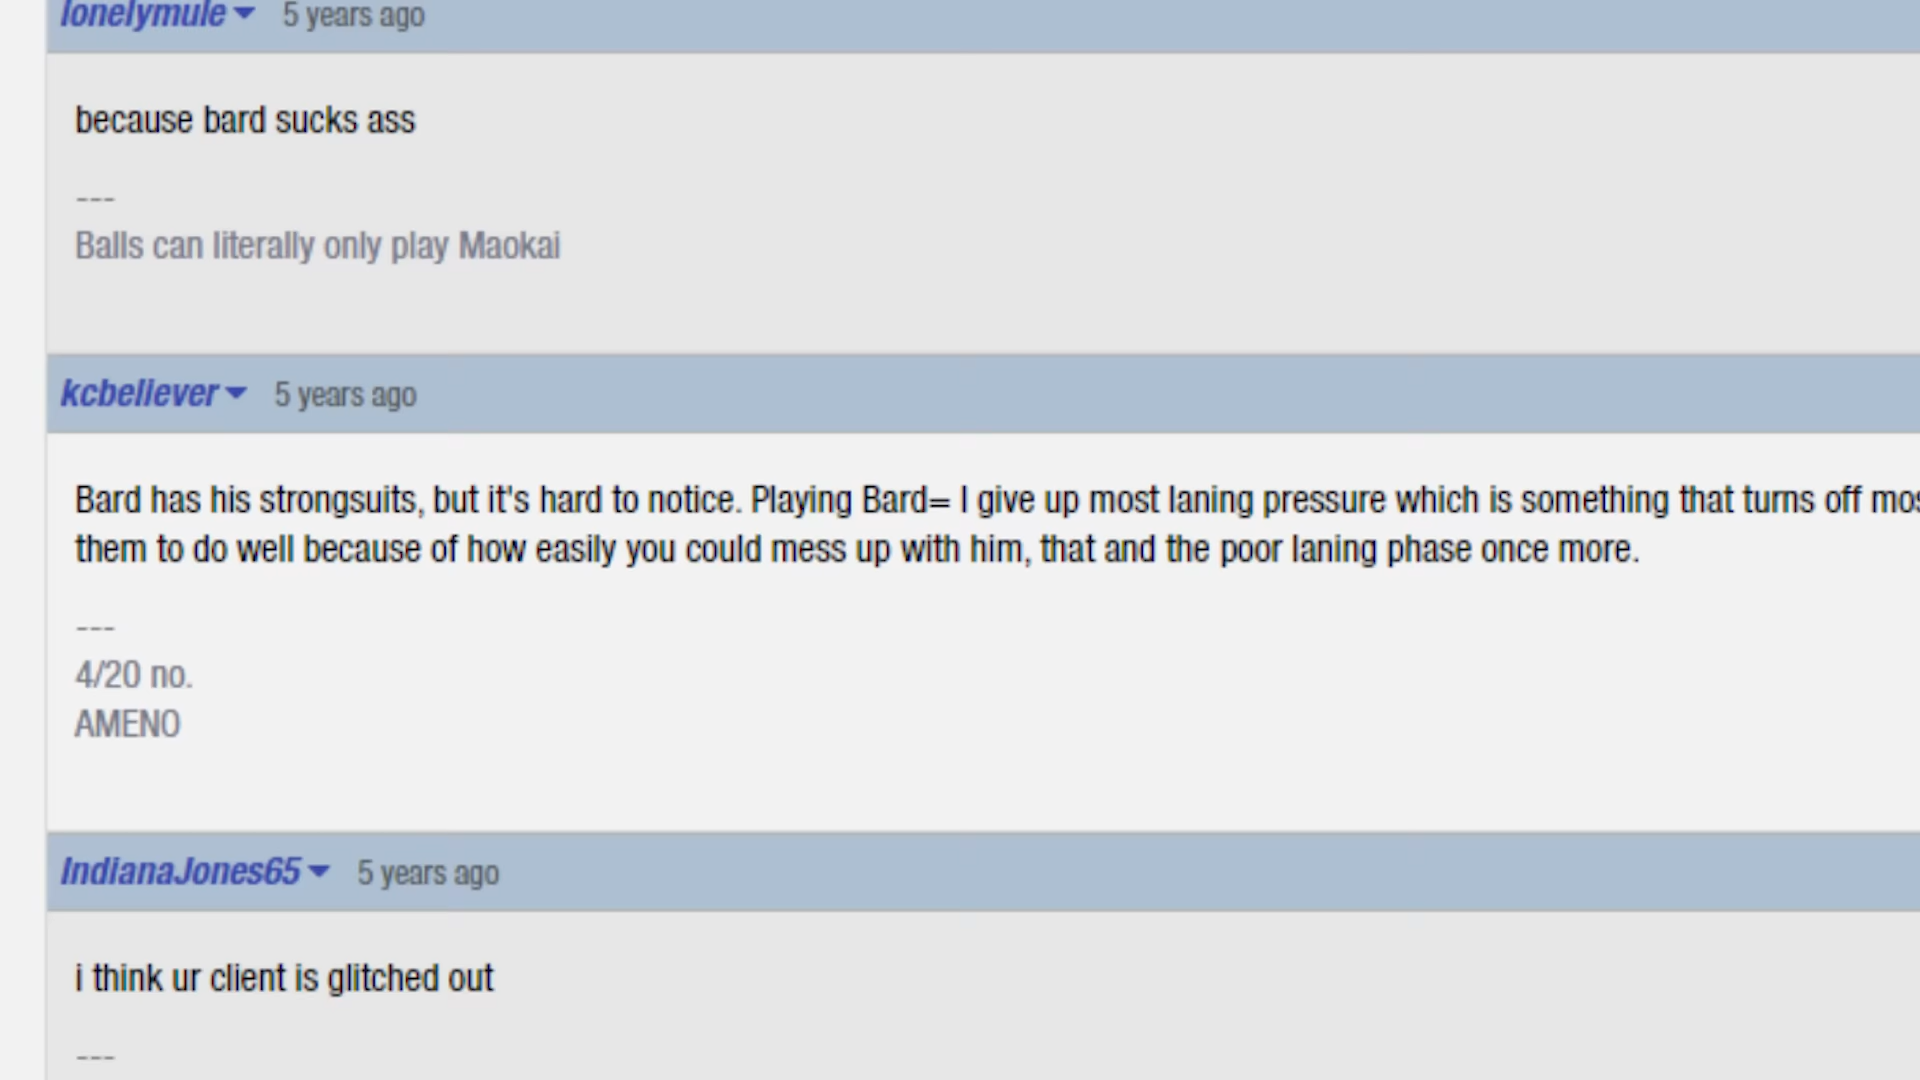 lonelymule 5 years ago
because bard sucks ass
---
Balls can literally only play Maokai
kcbeliever 5 years ago
Bard has his strongsuits, but it's hard to notice. Playing Bard= I give up most laning pressure which is something that turns off mos
them to do well because of how easily you could mess up with him, that and the poor laning phase once more.
---
4/20 no.
AMENO
IndianaJones65 5 years ago
i think ur client is glitched out
---